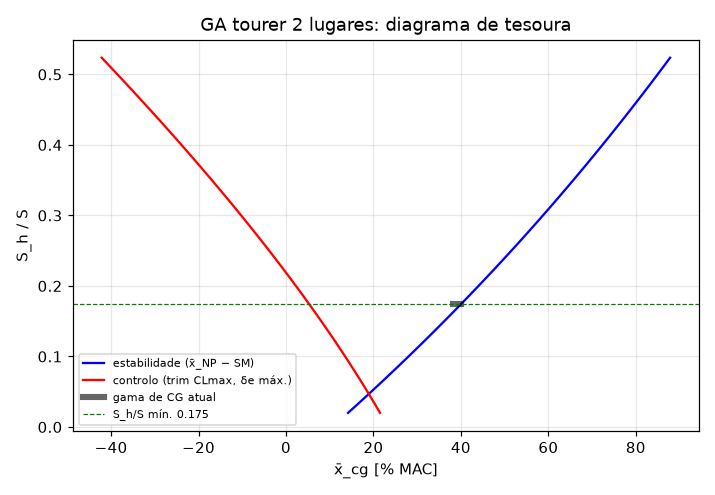 GA tourer 2 lugares: diagrama de tesoura
S_h / S
0.5
0.4
0.3
0.2
0.1
0.0
estabilidade (x̄_NP − SM)
controlo (trim CLmax, δe máx.)
gama de CG atual
S_h/S mín. 0.175
−40
−20
0
20
40
60
80
x̄_cg [% MAC]